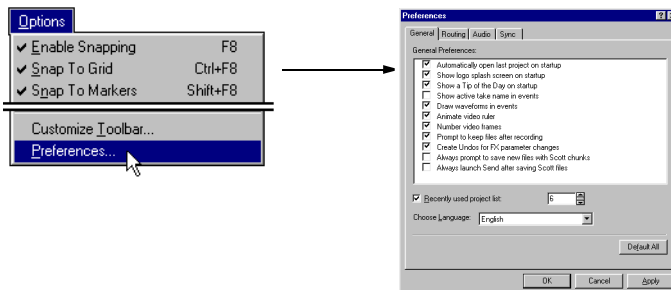 Options
Enable Snapping F8
Snap To Grid Ctrl+F8
Snap To Markers Shift+F8
Customize Toolbar...
Preferences...
Preferences
General Routing Audio Sync
General Preferences:
Automatically open last project on startup
Show logo splash screen on startup
Show a Tip of the Day on startup
Show active take name in events
Draw waveforms in events
Animate video ruler
Number video frames
Prompt to keep files after recording
Create Undos for FX parameter changes
Always prompt to save new files with Scott chunks
Always launch Send after saving Scott files
Recently used project list: 6
Choose Language: English
Default All
OK Cancel Apply